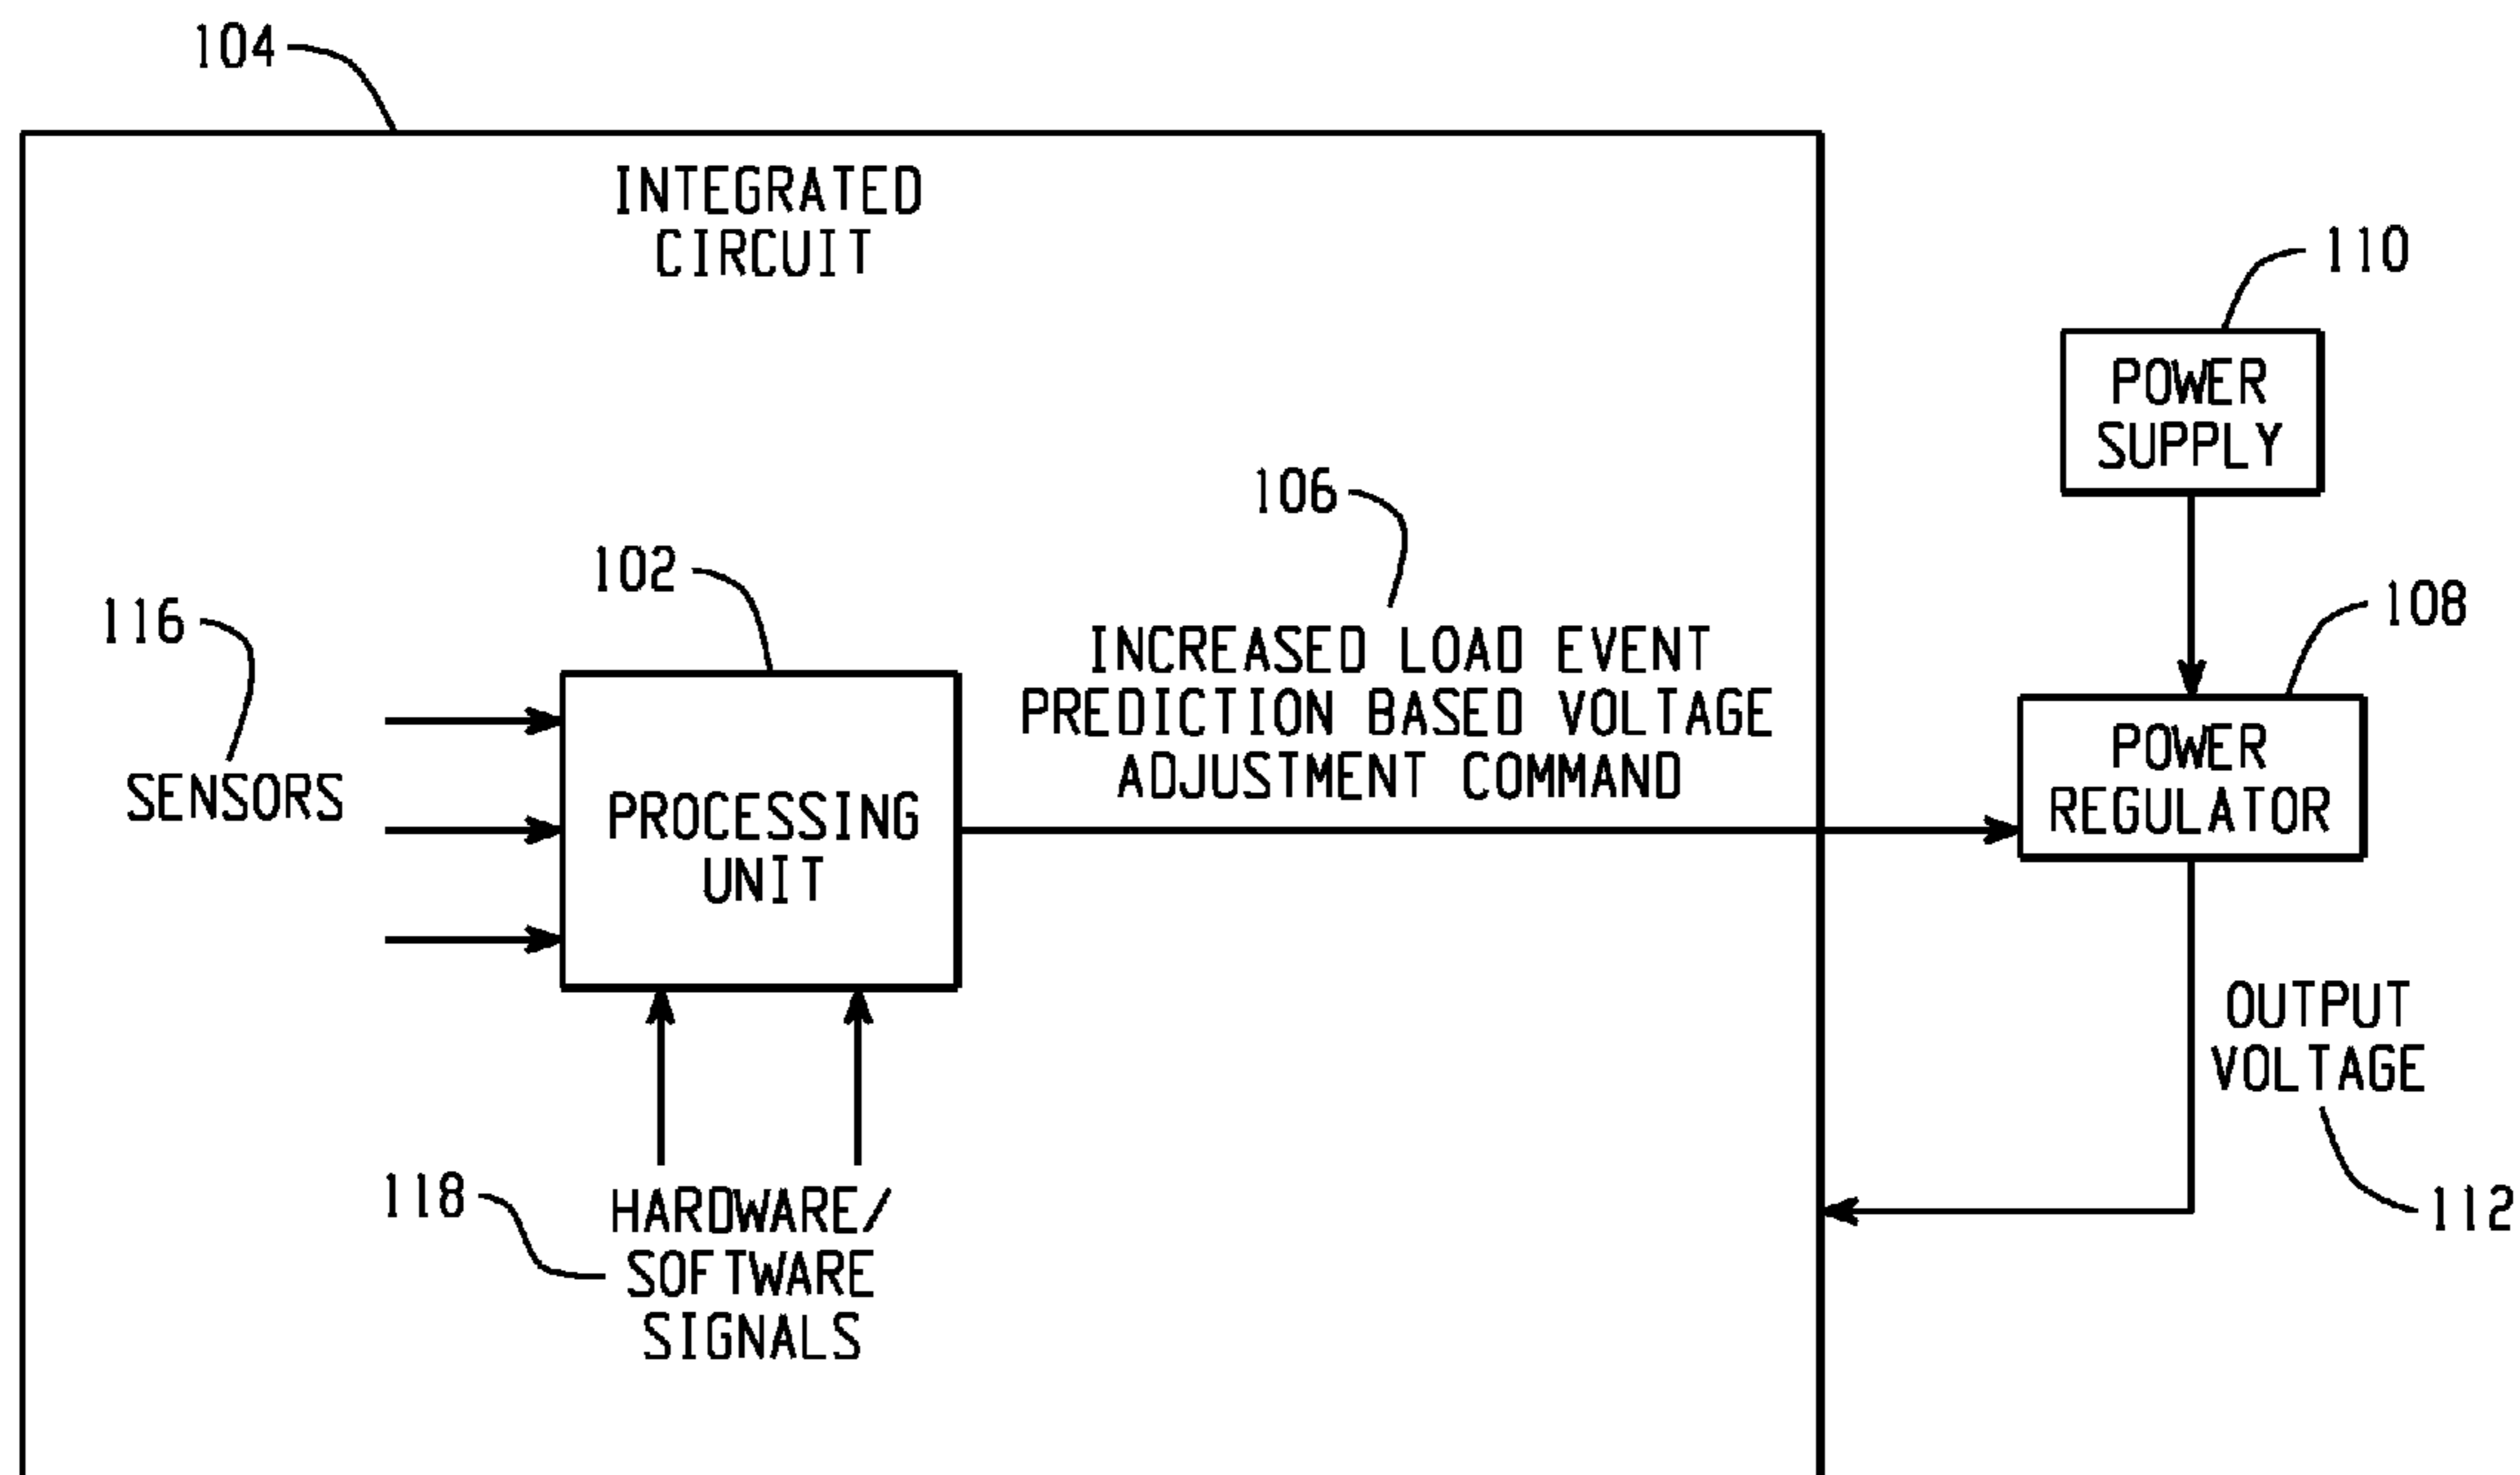 104
INTEGRATED
CIRCUIT
110
POWER
SUPPLY
106
102
116
108
INCREASED LOAD EVENT
PREDICTION BASED VOLTAGE
ADJUSTMENT COMMAND
POWER
REGULATOR
SENSORS
PROCESSING
UNIT
OUTPUT
VOLTAGE
112
118
HARDWARE/
SOFTWARE
SIGNALS